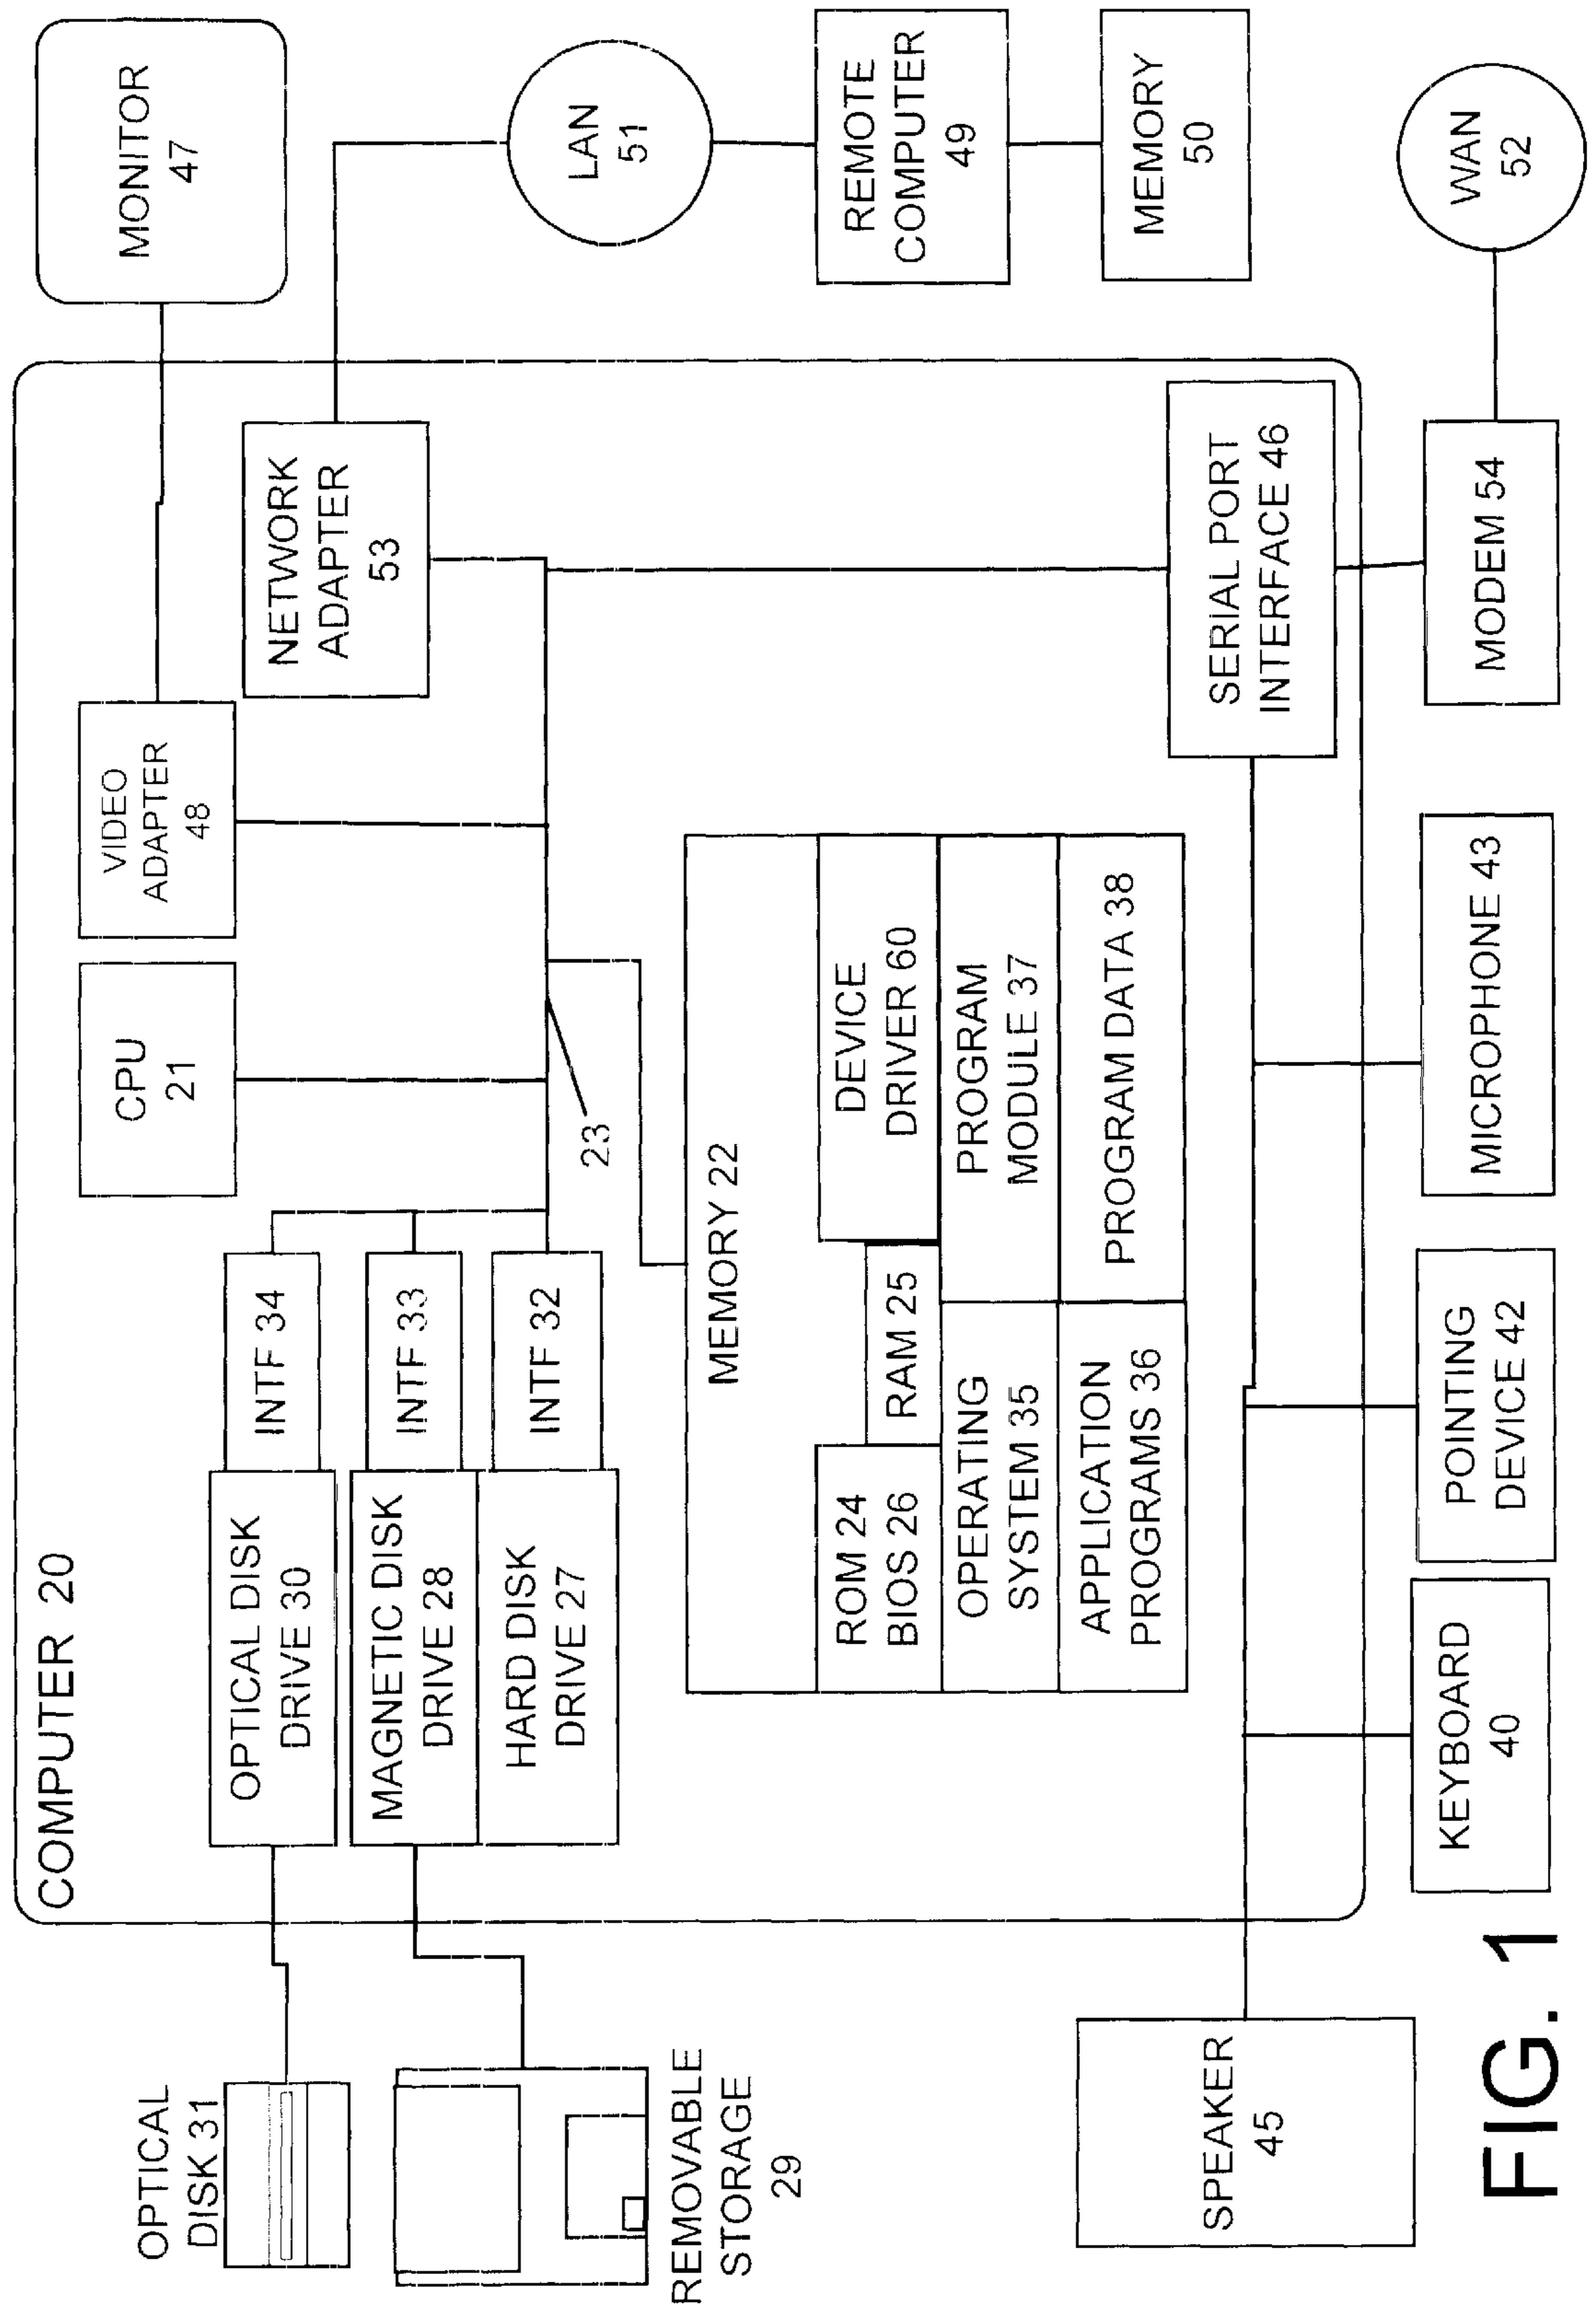 COMPUTER 20
OPTICAL
DISK 31
OPTICAL DISK
DRIVE 30
INTF 34
CPU
21
VIDEO
ADAPTER
48
MONITOR
47
REMOVABLE
STORAGE
29
MAGNETIC DISK
DRIVE 28
INTF 33
HARD DISK
DRIVE 27
INTF 32
23
NETWORK
ADAPTER
53
LAN
51
MEMORY 22
ROM 24
BIOS 26
RAM 25
DEVICE
DRIVER 60
OPERATING
SYSTEM 35
PROGRAM
MODULE 37
APPLICATION
PROGRAMS 36
PROGRAM DATA 38
REMOTE
COMPUTER
49
MEMORY
50
SPEAKER
45
SERIAL PORT
INTERFACE 46
KEYBOARD
40
POINTING
DEVICE 42
MICROPHONE 43
MODEM 54
WAN
52
FIG. 1